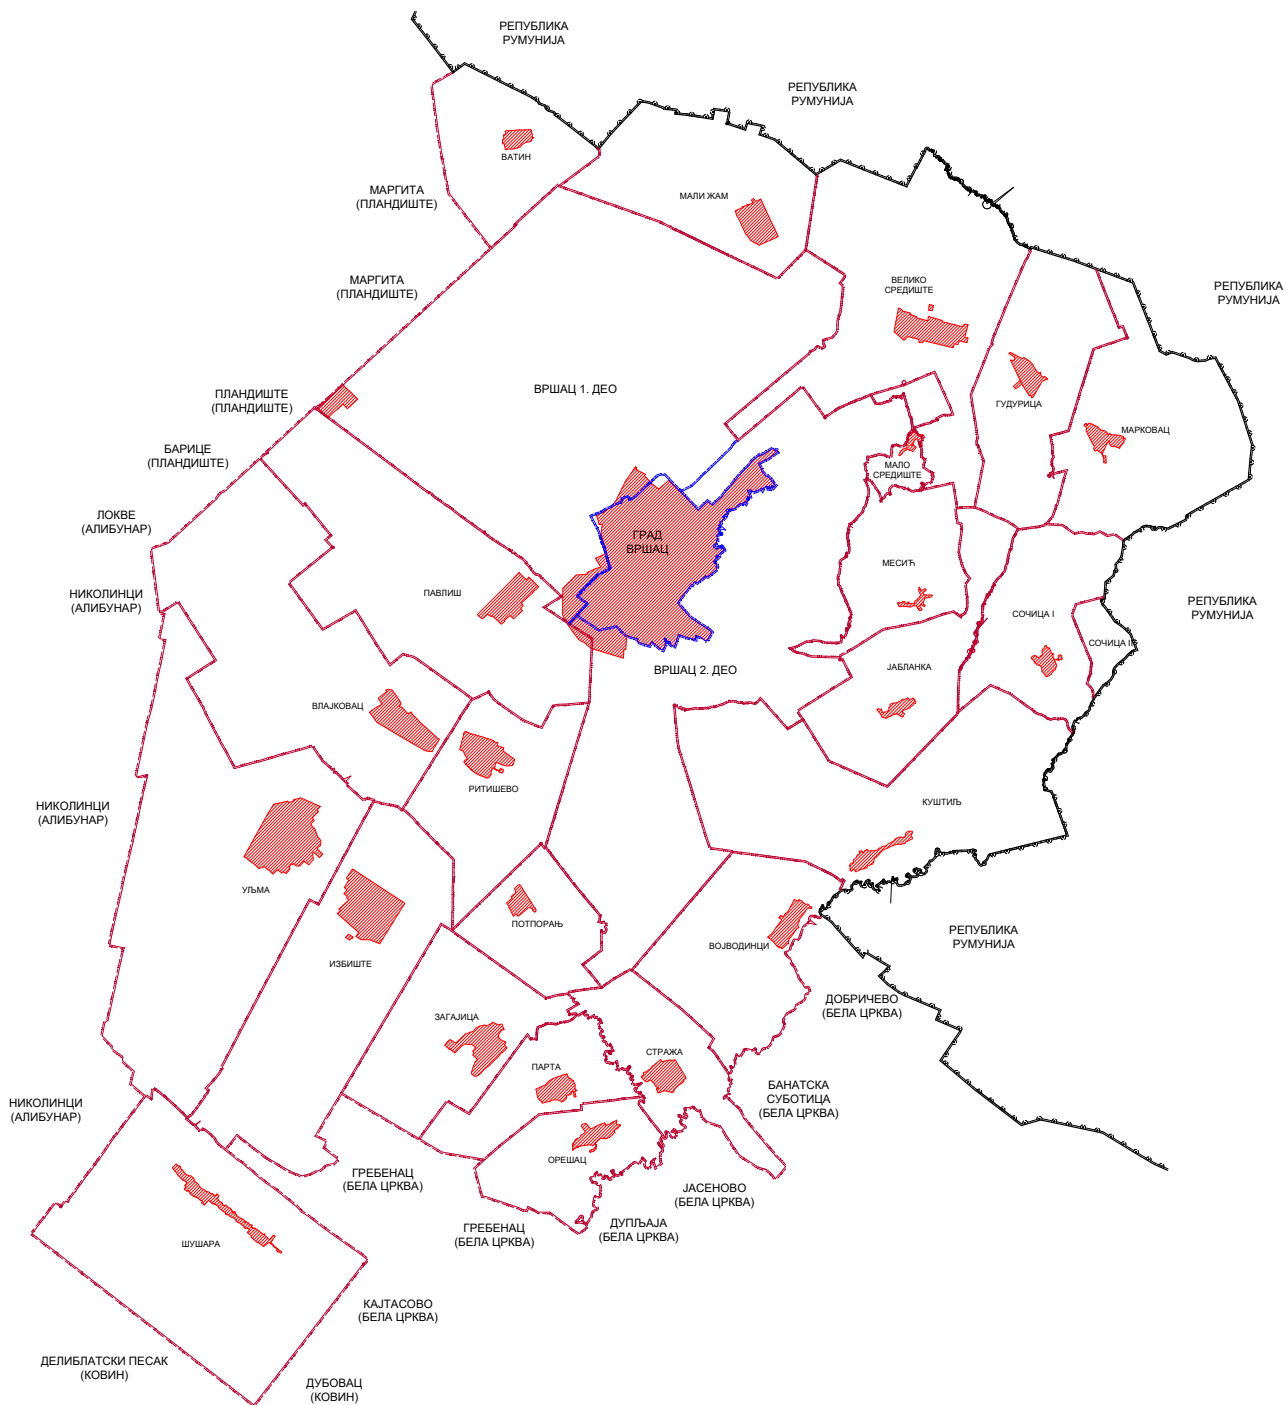 РЕПУБЛИКА
РУМУНИЈА
РЕПУБЛИКА
РУМУНИЈА
ВАТИН
МАРГИТА
(ПЛАНДИШТЕ)
МАЛИ ЖАМ
МАРГИТА
(ПЛАНДИШТЕ)
ВЕЛИКО
СРЕДИШТЕ
РЕПУБЛИКА
РУМУНИЈА
ПЛАНДИШТЕ
(ПЛАНДИШТЕ)
ВРШАЦ 1. ДЕО
ГУДУРИЦА
МАРКОВАЦ
БАРИЦЕ
(ПЛАНДИШТЕ)
МАЛО
СРЕДИШТЕ
ЛОКВЕ
(АЛИБУНАР)
ГРАД
ВРШАЦ
МЕСИЋ
НИКОЛИНЦИ
(АЛИБУНАР)
ПАВЛИШ
РЕПУБЛИКА
РУМУНИЈА
СОЧИЦА I
СОЧИЦА II
ВРШАЦ 2. ДЕО
ЈАБЛАНКА
ВЛАЈКОВАЦ
РИТИШЕВО
НИКОЛИНЦИ
(АЛИБУНАР)
КУШТИЉ
УЉМА
ПОТПОРАЊ
ВОЈВОДИНЦИ
РЕПУБЛИКА
РУМУНИЈА
ИЗБИШТЕ
ДОБРИЧЕВО
(БЕЛА ЦРКВА)
ЗАГАЈИЦА
СТРАЖА
ПАРТА
БАНАТСКА
СУБОТИЦА
(БЕЛА ЦРКВА)
НИКОЛИНЦИ
(АЛИБУНАР)
ОРЕШАЦ
ГРЕБЕНАЦ
(БЕЛА ЦРКВА)
ЈАСЕНОВО
(БЕЛА ЦРКВА)
ГРЕБЕНАЦ
(БЕЛА ЦРКВА)
ДУПЉАЈА
(БЕЛА ЦРКВА)
ШУШАРА
КАЈТАСОВО
(БЕЛА ЦРКВА)
ДЕЛИБЛАТСКИ ПЕСАК
(КОВИН)
ДУБОВАЦ
(КОВИН)